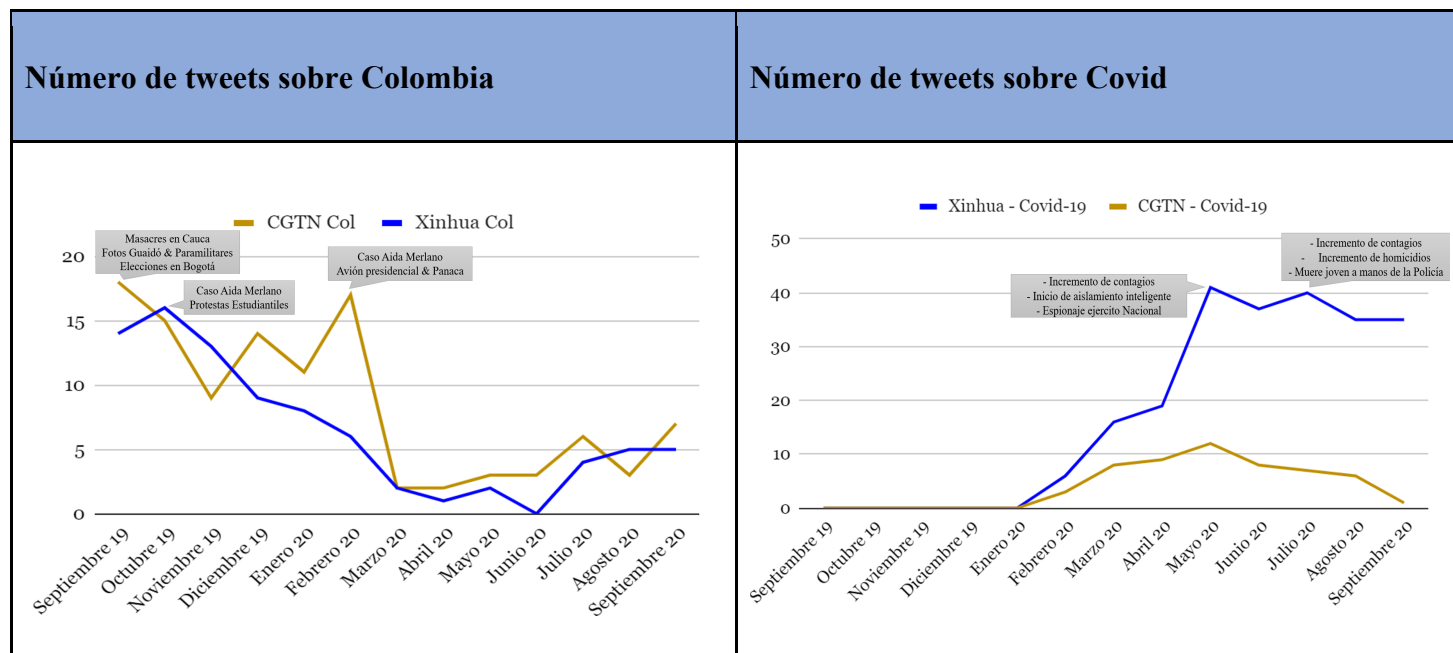 Número de tweets sobre Colombia
Número de tweets sobre Covid
CGTN Col
Xinhua Col
Masacres en Cauca
Fotos Guaidó & Paramilitares
Elecciones en Bogotá
Caso Aida Merlano
Protestas Estudiantiles
Caso Aida Merlano
Avión presidencial & Panaca
20
15
10
5
0
Septiembre 19
Octubre 19
Noviembre 19
Diciembre 19
Enero 20
Febrero 20
Marzo 20
Abril 20
Mayo 20
Junio 20
Julio 20
Agosto 20
Septiembre 20
Xinhua - Covid-19
CGTN - Covid-19
- Incremento de contagios
- Inicio de aislamiento inteligente
- Espionaje ejercito Nacional
- Incremento de contagios
- Incremento de homicidios
- Muere joven a manos de la Policía
50
40
30
20
10
0
Septiembre 19
Octubre 19
Noviembre 19
Diciembre 19
Enero 20
Febrero 20
Marzo 20
Abril 20
Mayo 20
Junio 20
Julio 20
Agosto 20
Septiembre 20